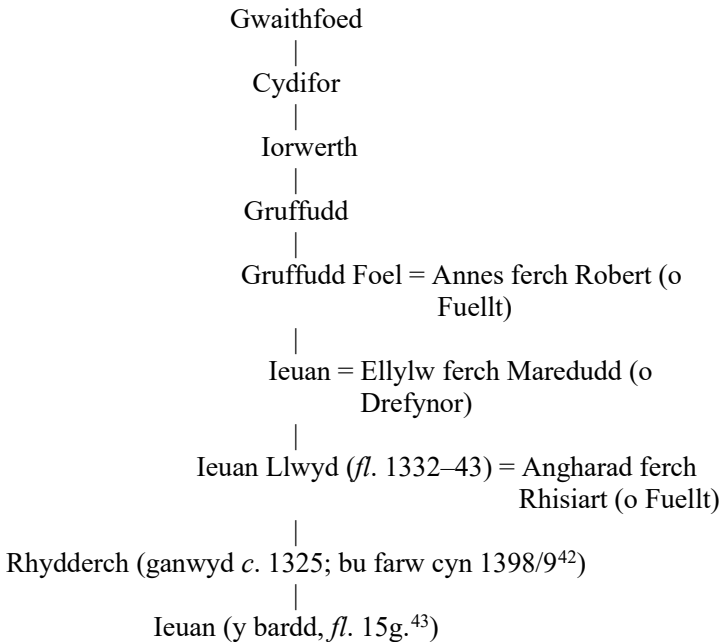 Gwaithfoed
|
Cydifor
|
Iorwerth
|
Gruffudd
|
Gruffudd Foel = Annes ferch Robert (o
Fuellt)
|
Ieuan = Ellylw ferch Maredudd (o
Drefynor)
|
Ieuan Llwyd (fl. 1332–43) = Angharad ferch
Rhisiart (o Fuellt)
|
Rhydderch (ganwyd c. 1325; bu farw cyn 1398/9⁴²)
|
Ieuan (y bardd, fl. 15g.⁴³)